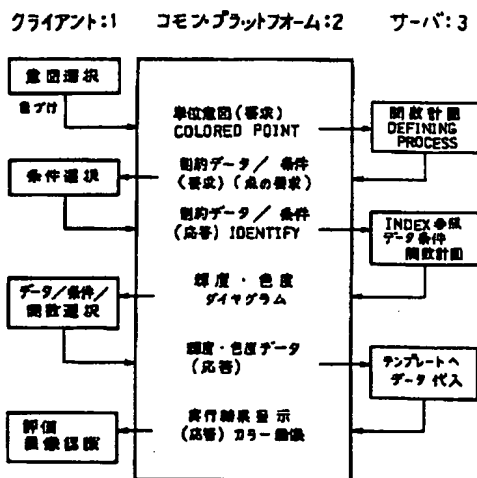 クライアント:1
コモン・プラットフォーム:2
サーバ:3
意図選択
色づけ
単位意図(要求)
COLORED POINT
関数計画
DEFINING
PROCESS
条件選択
制約データ/条件
(要求)(点の要求)
制約データ/条件
(応答) IDENTIFY
INDEX参照
データ条件
関数計画
データ/条件/
関数選択
輝度・色度
ダイヤグラム
輝度・色度データ
(応答)
テンプレートへ
データ代入
評価
実行結果表示
(応答) カラー画像